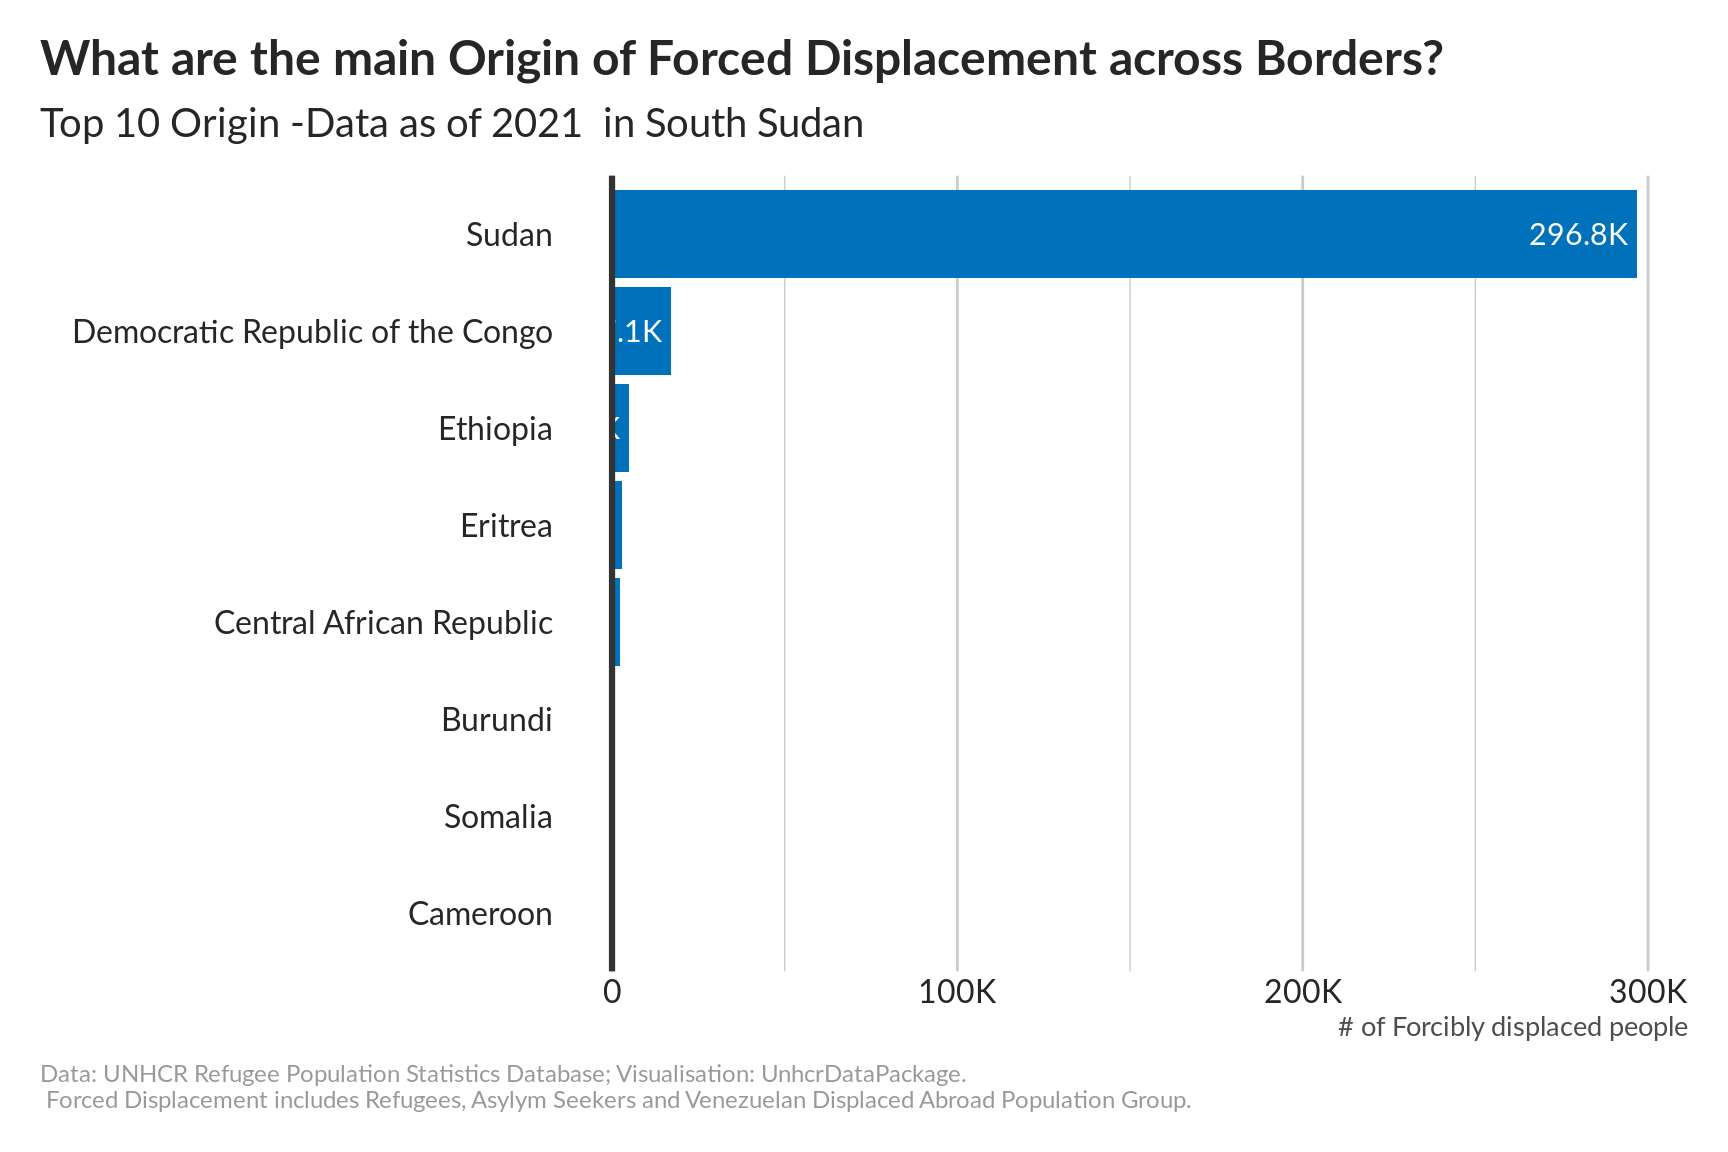 What are the main Origin of Forced Displacement across Borders?
Top 10 Origin -Data as of 2021  in South Sudan
Sudan
296.8K
Democratic Republic of the Congo
.1K
Ethiopia
K
Eritrea
Central African Republic
Burundi
Somalia
Cameroon
0 100K 200K 300K
# of Forcibly displaced people
Data: UNHCR Refugee Population Statistics Database; Visualisation: UnhcrDataPackage.
Forced Displacement includes Refugees, Asylym Seekers and Venezuelan Displaced Abroad Population Group.